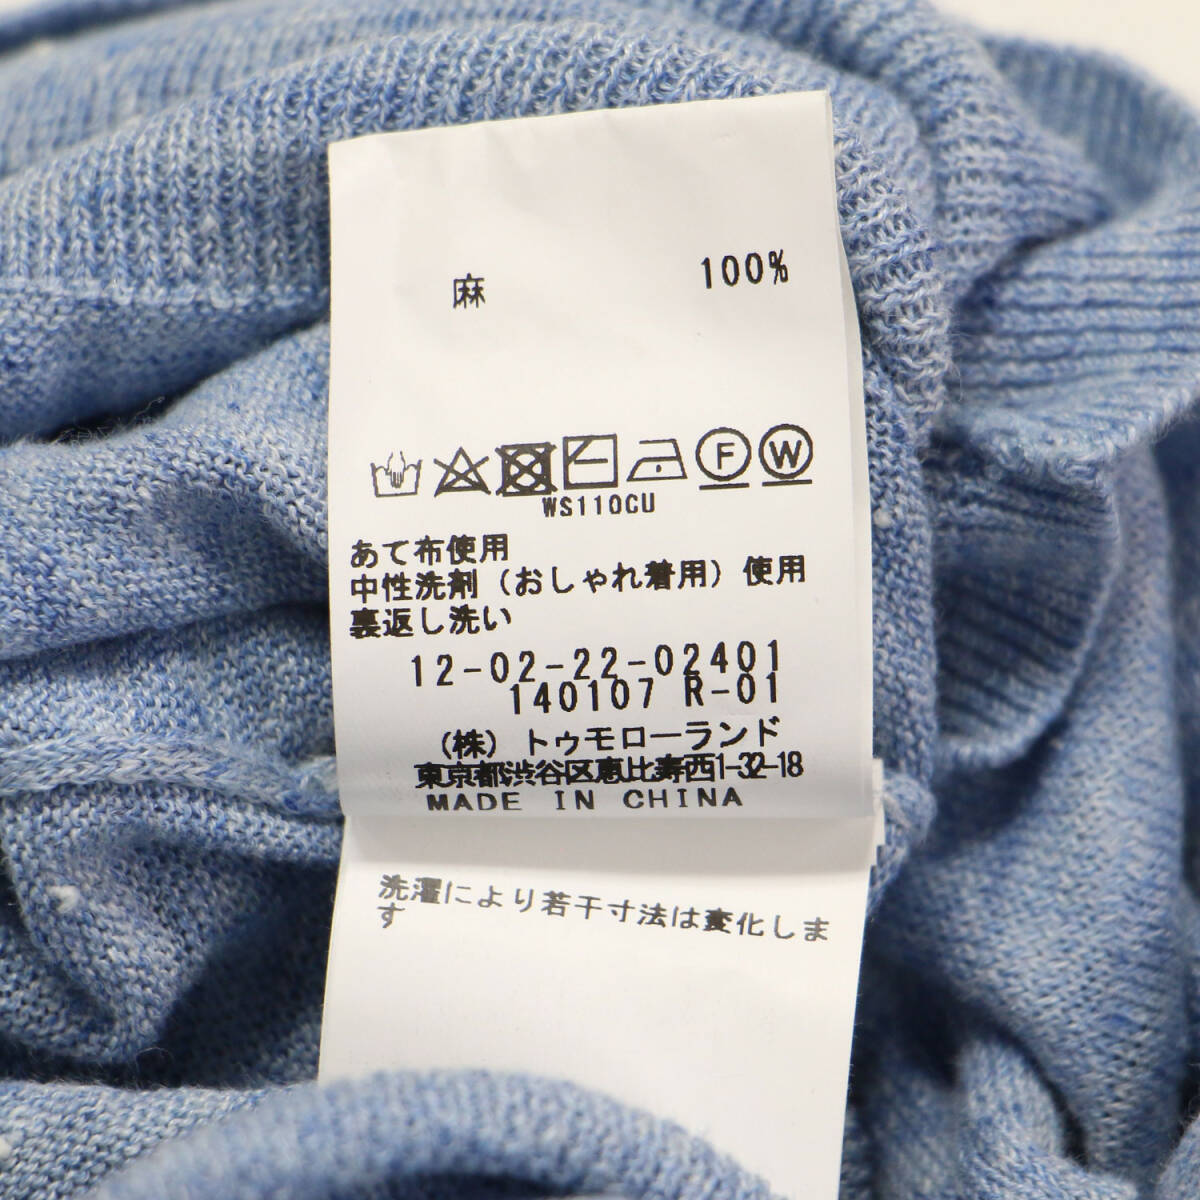 麻 100%
F W
WS110CU
あて布使用
中性洗剤(おしゃれ着用)使用
裏返し洗い
12-02-22-02401
140107 R-01
(株)トゥモローランド
東京都渋谷区恵比寿西1-32-18
MADE IN CHINA
洗濯により若干寸法は変化しま
す